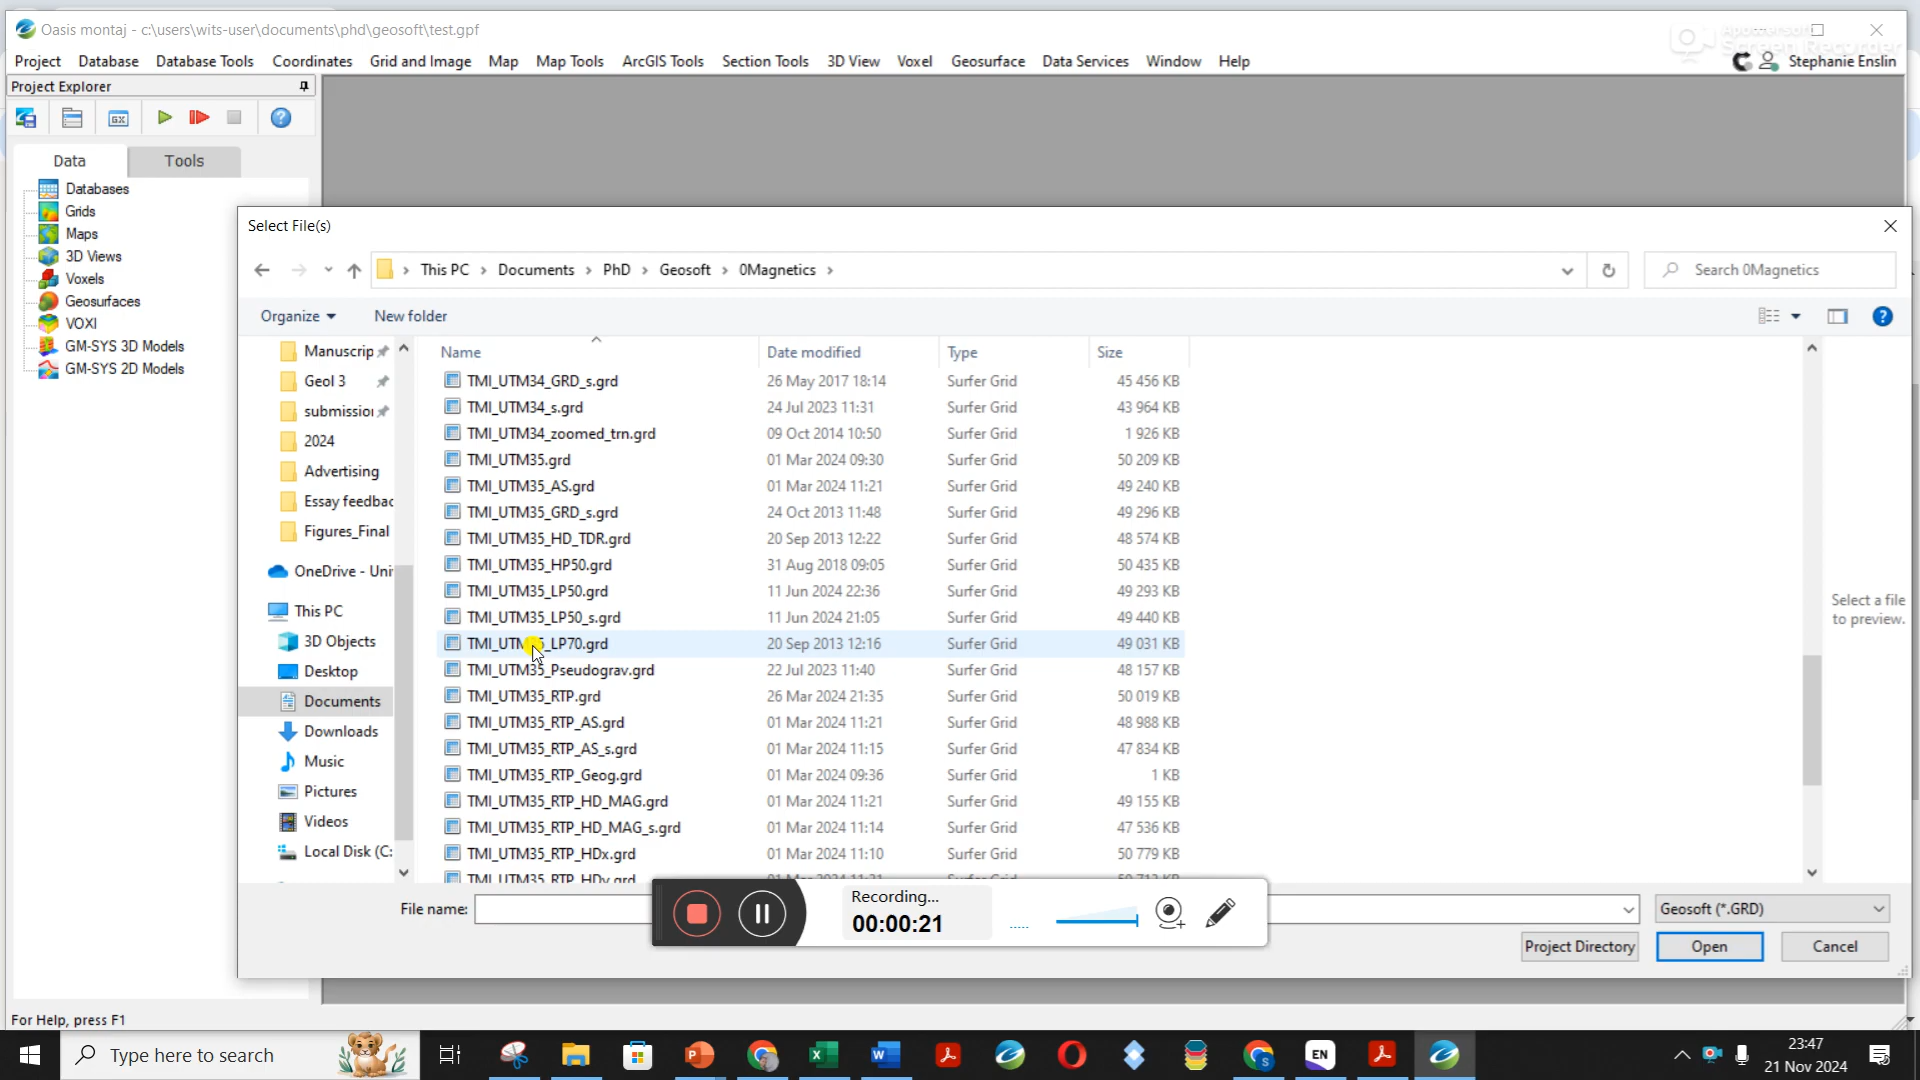 Oasis montaj - c:\users\wits-user\documents\phd\geosoft\test.gpf
Project Database Database Tools Coordinates Grid and Image Map Map Tools ArcGIS Tools Section Tools 3D View Voxel Geosurface Data Services Window Help
Stephanie Enslin
Project Explorer
GX
Data Tools
Databases
Grids
Maps
3D Views
Voxels
Geosurfaces
VOXI
GM-SYS 3D Models
GM-SYS 2D Models
Select File(s)
This PC › Documents › PhD › Geosoft › 0Magnetics ›
Search 0Magnetics
Organize New folder
Manuscrip
Geol 3
submission
2024
Advertising
Essay feedbac
Figures_Final
OneDrive - Uni
This PC
3D Objects
Desktop
Documents
Downloads
Music
Pictures
Videos
Local Disk (C:
Name Date modified Type Size
TMI_UTM34_GRD_s.grd 26 May 2017 18:14 Surfer Grid 45 456 KB
TMI_UTM34_s.grd 24 Jul 2023 11:31 Surfer Grid 43 964 KB
TMI_UTM34_zoomed_trn.grd 09 Oct 2014 10:50 Surfer Grid 1 926 KB
TMI_UTM35.grd 01 Mar 2024 09:30 Surfer Grid 50 209 KB
TMI_UTM35_AS.grd 01 Mar 2024 11:21 Surfer Grid 49 240 KB
TMI_UTM35_GRD_s.grd 24 Oct 2013 11:48 Surfer Grid 49 296 KB
TMI_UTM35_HD_TDR.grd 20 Sep 2013 12:22 Surfer Grid 48 574 KB
TMI_UTM35_HP50.grd 31 Aug 2018 09:05 Surfer Grid 50 435 KB
TMI_UTM35_LP50.grd 11 Jun 2024 22:36 Surfer Grid 49 293 KB
TMI_UTM35_LP50_s.grd 11 Jun 2024 21:05 Surfer Grid 49 440 KB
TMI_UTM35_LP70.grd 20 Sep 2013 12:16 Surfer Grid 49 031 KB
TMI_UTM35_Pseudograv.grd 22 Jul 2023 11:40 Surfer Grid 48 157 KB
TMI_UTM35_RTP.grd 26 Mar 2024 21:35 Surfer Grid 50 019 KB
TMI_UTM35_RTP_AS.grd 01 Mar 2024 11:21 Surfer Grid 48 988 KB
TMI_UTM35_RTP_AS_s.grd 01 Mar 2024 11:15 Surfer Grid 47 834 KB
TMI_UTM35_RTP_Geog.grd 01 Mar 2024 09:36 Surfer Grid 1 KB
TMI_UTM35_RTP_HD_MAG.grd 01 Mar 2024 11:21 Surfer Grid 49 155 KB
TMI_UTM35_RTP_HD_MAG_s.grd 01 Mar 2024 11:14 Surfer Grid 47 536 KB
TMI_UTM35_RTP_HDx.grd 01 Mar 2024 11:10 Surfer Grid 50 779 KB
TMI_UTM35_RTP_HDy.grd
Select a file
to preview.
File name:
Geosoft (*.GRD)
Project Directory Open Cancel
Recording...
00:00:21
For Help, press F1
Type here to search
EN
23:47
21 Nov 2024